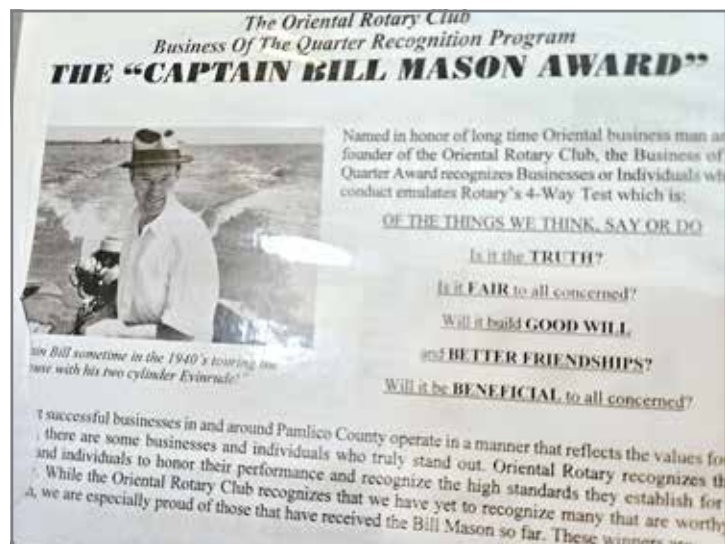 The Oriental Rotary Club
Business Of The Quarter Recognition Program
THE “CAPTAIN BILL MASON AWARD”
Named in honor of long time Oriental business man
founder of the Oriental Rotary Club, the Business of
Quarter Award recognizes Businesses or Individuals
conduct emulates Rotary's 4-Way Test which is:
OF THE THINGS WE THINK, SAY OR DO
Is it the TRUTH?
Is it FAIR to all concerned?
Will it build GOOD WILL
and BETTER FRIENDSHIPS?
Will it be BENEFICIAL to all concerned?
Bill sometime in the 1940's touring
with his two cylinder Evinrude."
successful businesses in and around Pamlico County operate in a manner that reflects the values
there are some businesses and individuals who truly stand out. Oriental Rotary recognizes
and individuals to honor their performance and recognize the high standards they establish for
While the Oriental Rotary Club recognizes that we have yet to recognize many that are worthy
we are especially proud of those that have received the Bill Mason so far. These winners